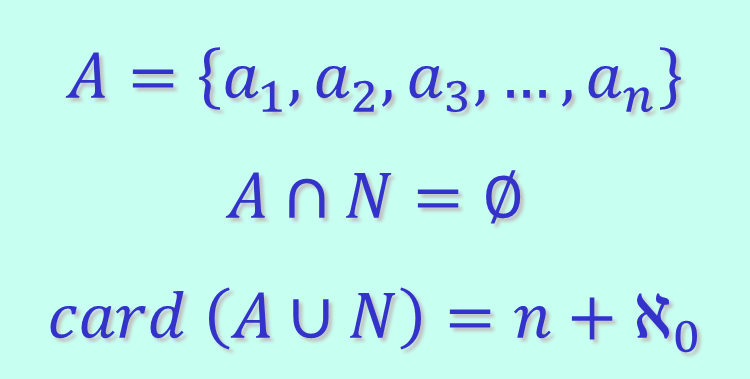 A = {a₁, a₂, a₃, … , aₙ}
A ∩ N = ∅
card (A ∪ N) = n + ℵ₀